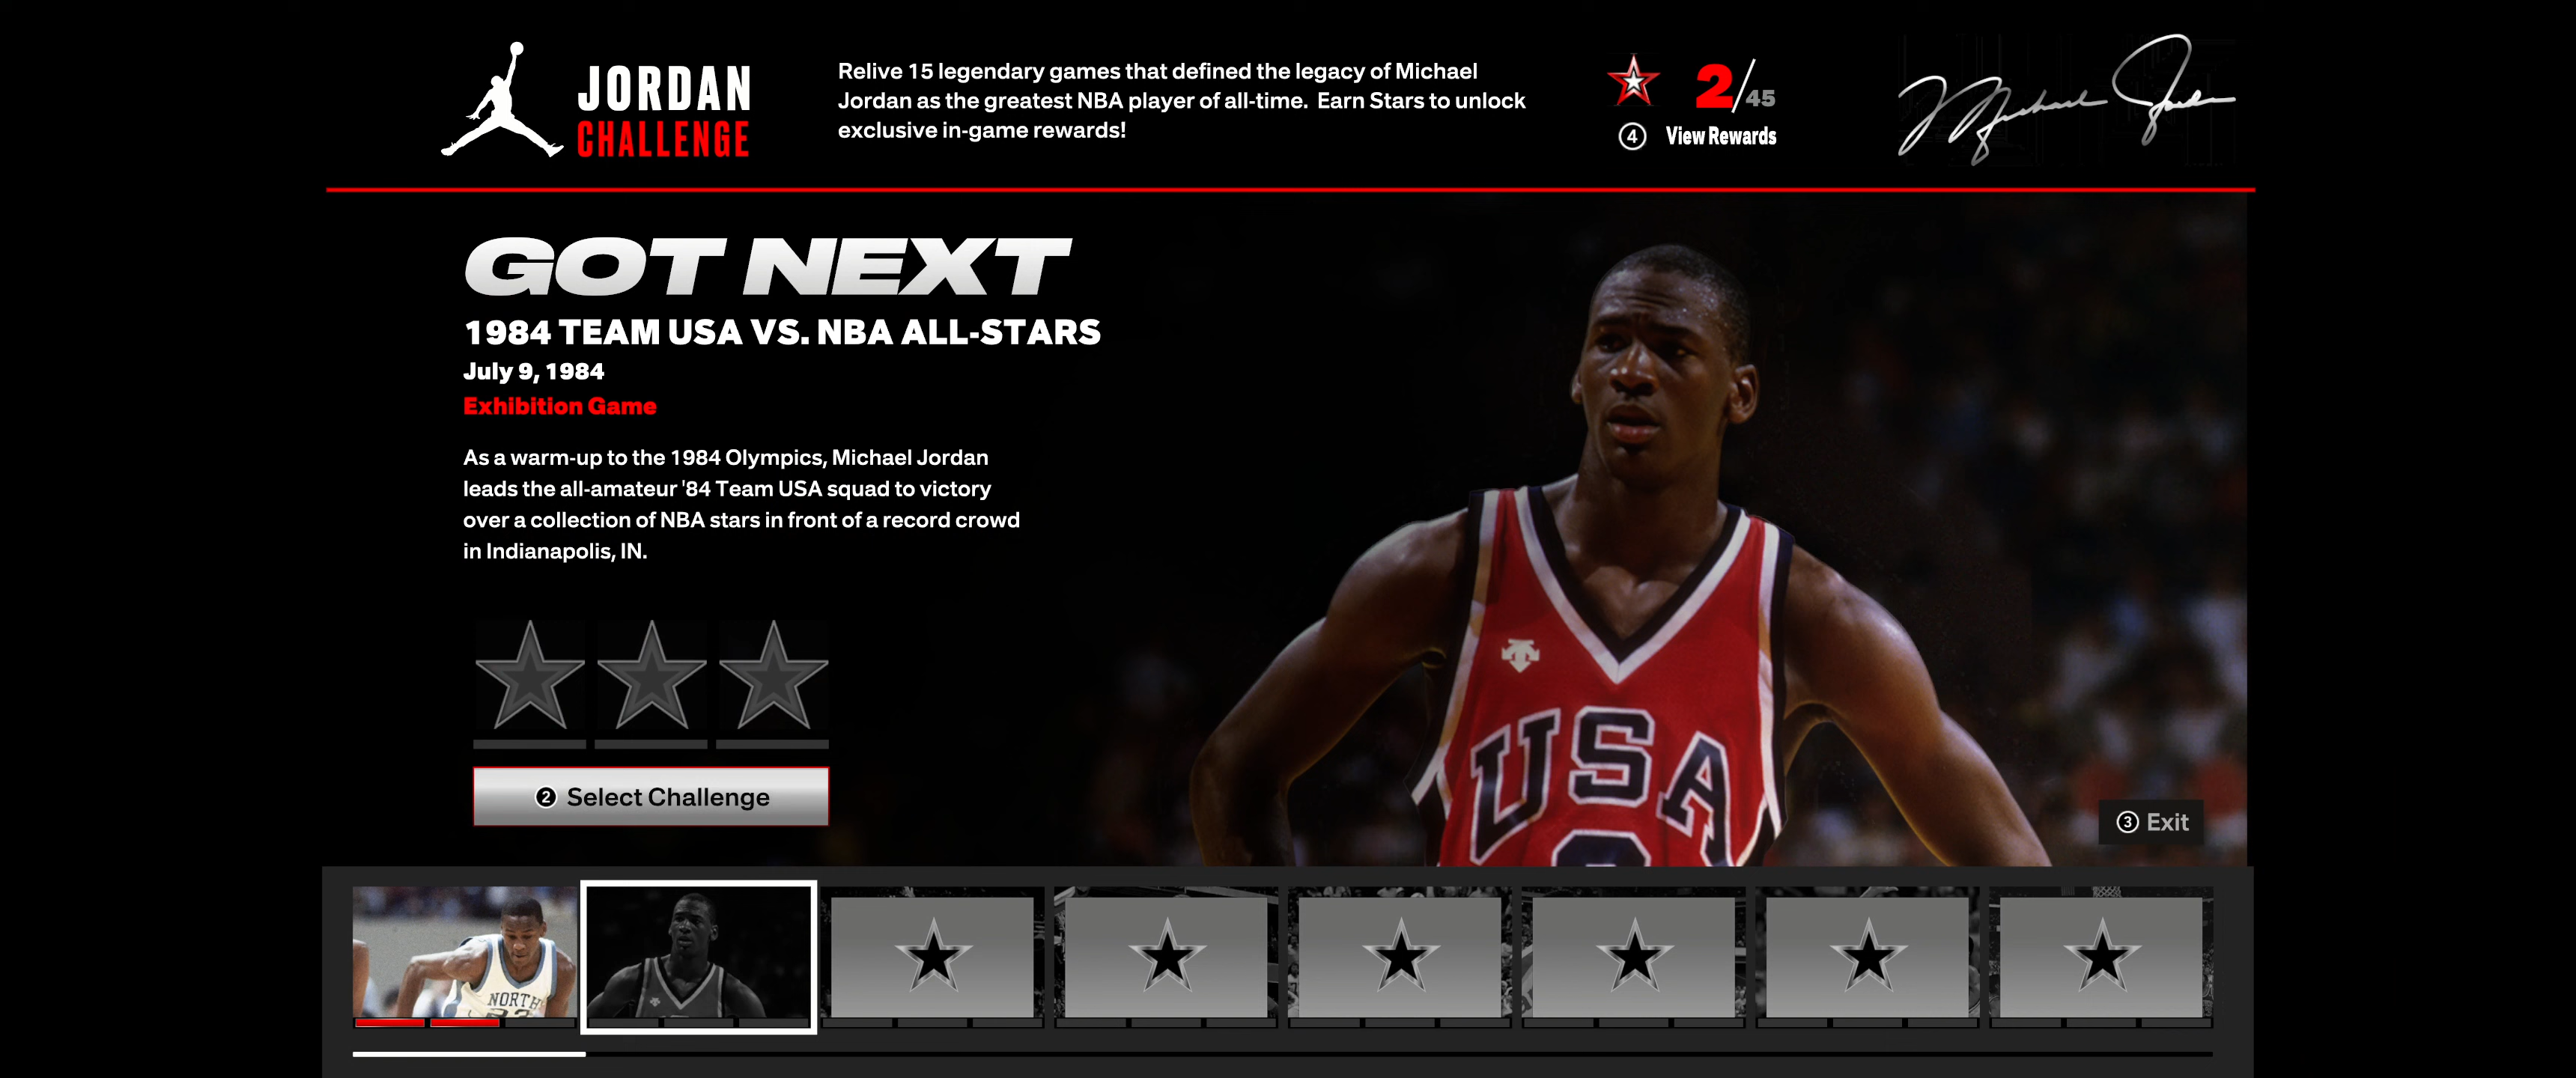 JORDAN
CHALLENGE
Relive 15 legendary games that defined the legacy of Michael
Jordan as the greatest NBA player of all-time. Earn Stars to unlock
exclusive in-game rewards!
2/45
4 View Rewards
Michael Jordan
GOT NEXT
1984 TEAM USA VS. NBA ALL-STARS
July 9, 1984
Exhibition Game
As a warm-up to the 1984 Olympics, Michael Jordan
leads the all-amateur '84 Team USA squad to victory
over a collection of NBA stars in front of a record crowd
in Indianapolis, IN.
USA
2 Select Challenge
3 Exit
NORTH